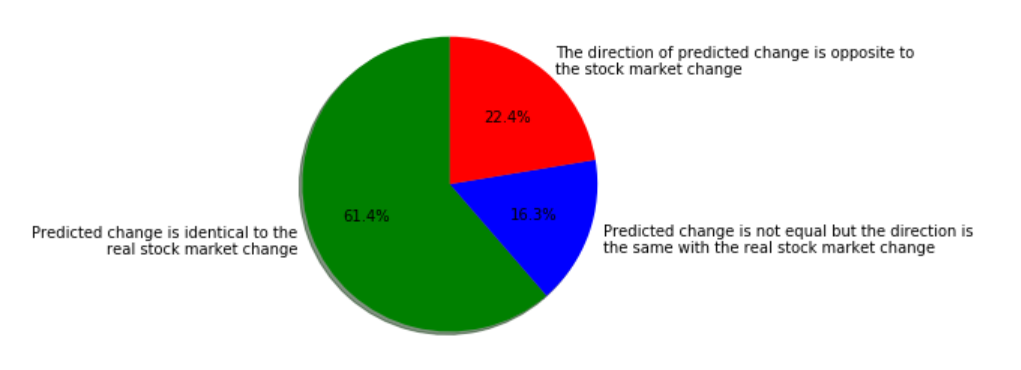 The direction of predicted change is opposite to
the stock market change
22.4%
61.4%
16.3%
Predicted change is identical to the
real stock market change
Predicted change is not equal but the direction is
the same with the real stock market change